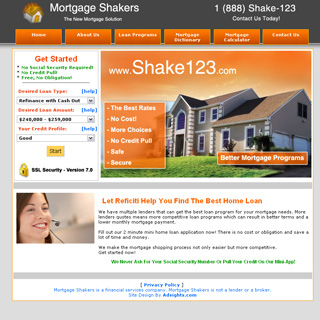 Mortgage Shakers
The New Mortgage Solution
1 (888) Shake-123
Contact Us Today!
Home
About Us
Loan Programs
Mortgage
Dictionary
Mortgage
Calculator
Contact Us
Get Started
* No Social Security Required!
* No Credit Pull!
* Free, No Obligation!
Desired Loan Type:
Refinance with Cash Out
[help]
Desired Loan Amount:
$248,000 - $259,000
[help]
Your Credit Profile:
Good
[help]
Start
SSL Security - Version 7.0
www.Shake123.com
- The Best Rates
- No Cost!
- More Choices
- No Credit Pull
- Safe
- Secure
Better Mortgage Programs
Let Reficiti Help You Find The Best Home Loan
We have multiple lenders that can get the best loan program for your mortgage needs. More
lenders quotes means more competitive loan programs which can result in better terms and a
lower monthly mortgage payment.
Fill out our 2 minute mini home loan application now! There is no cost or obligation and save a
lot of time and money.
We make the mortgage shopping process not only easier but more competitive.
Get started now!
We Never Ask For Your Social Security Number Or Pull Your Credit On Our Mini-App!
[ Privacy Policy ]
Mortgage Shakers is a financial services company. Mortgage Shakers is not a lender or a broker.
Site Design By Adsights.com